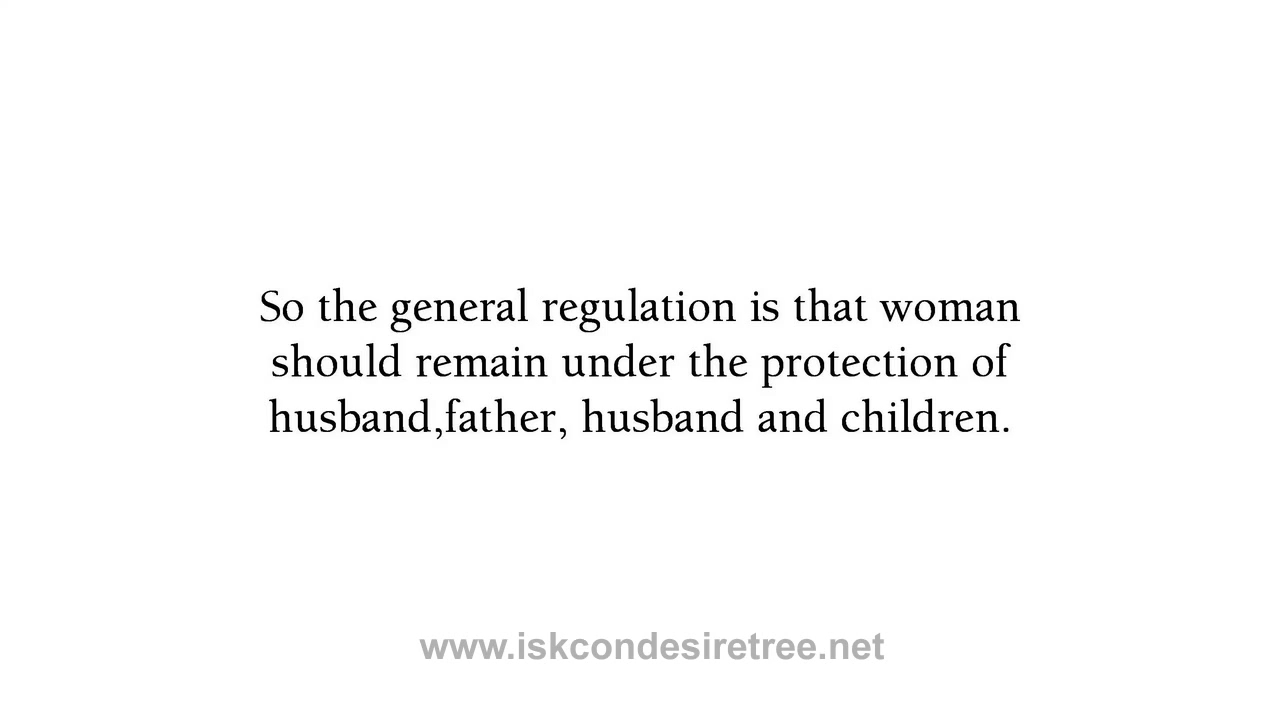 So the general regulation is that woman
should remain under the protection of
husband,father, husband and children.
www.iskcondesiretree.net